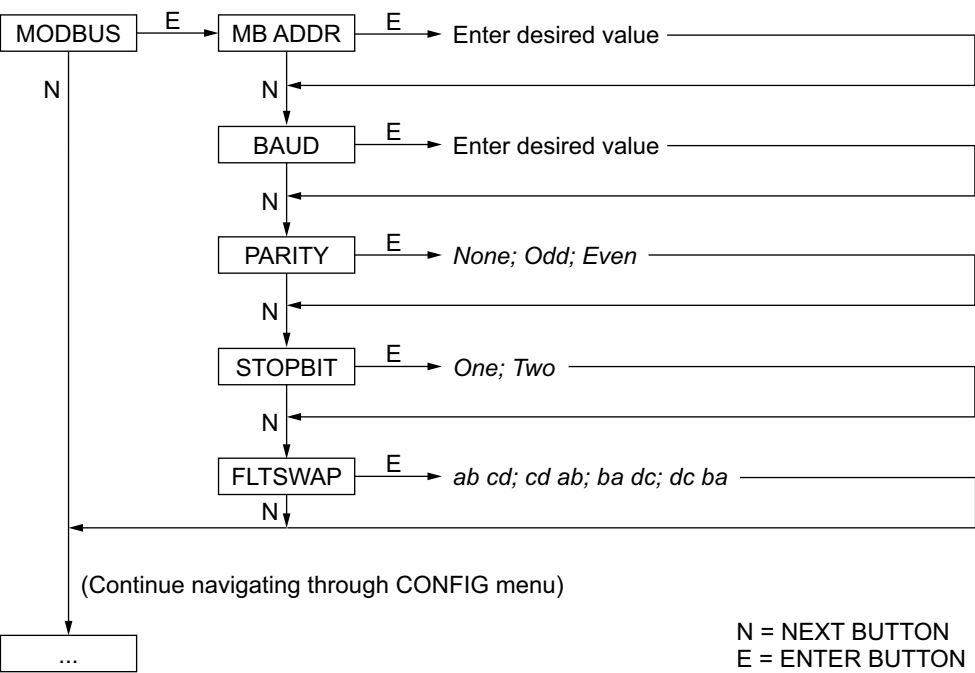 MODBUS E MB ADDR E Enter desired value
N N
BAUD E Enter desired value
N
PARITY E None; Odd; Even
N
STOPBIT E One; Two
N
FLTSWAP E ab cd; cd ab; ba dc; dc ba
N
(Continue navigating through CONFIG menu)
N = NEXT BUTTON
... E = ENTER BUTTON